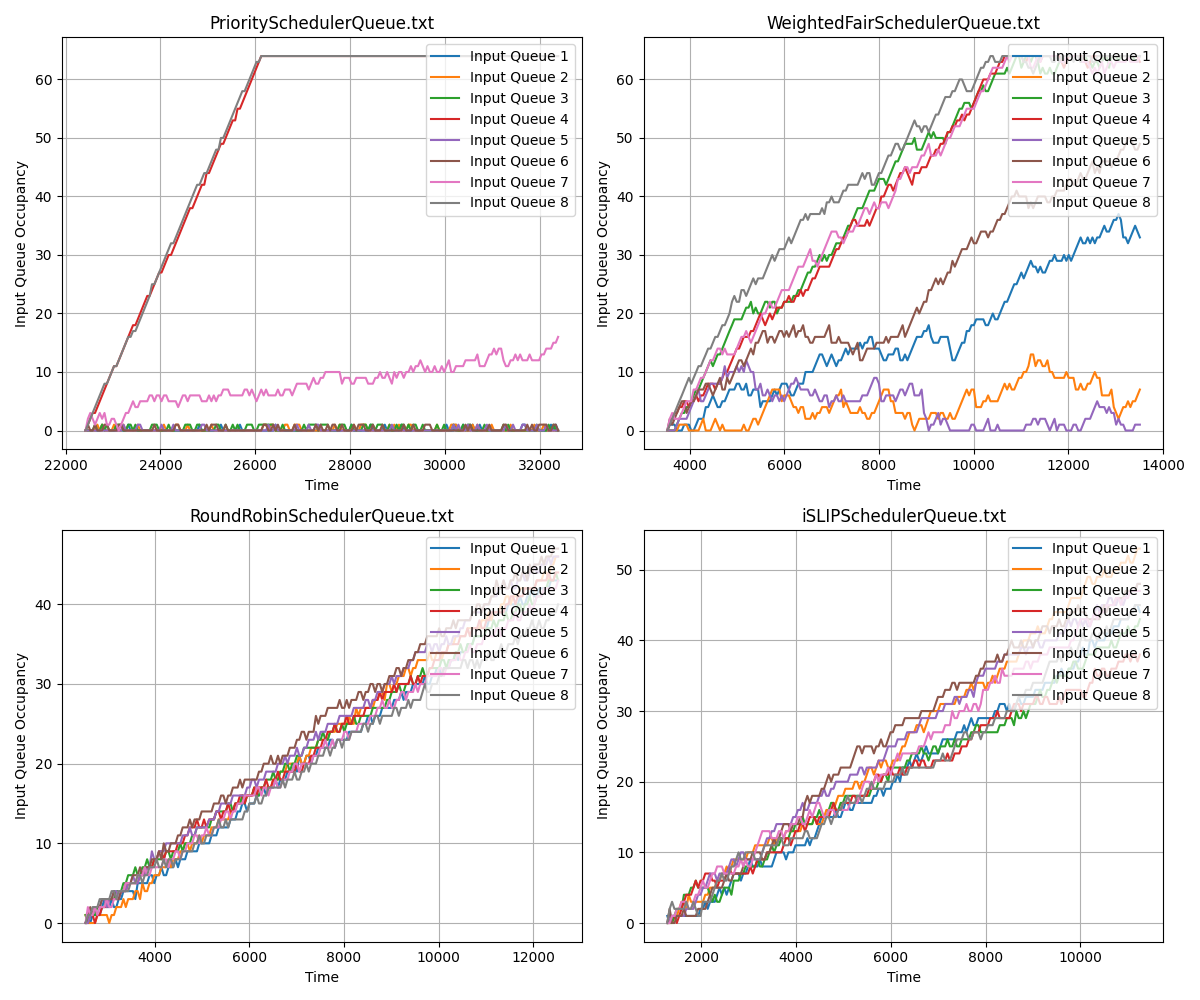 PrioritySchedulerQueue.txt
Input Queue Occupancy
60
50
40
30
20
10
0
22000 24000 26000 28000 30000 32000
Time
Input Queue 1
Input Queue 2
Input Queue 3
Input Queue 4
Input Queue 5
Input Queue 6
Input Queue 7
Input Queue 8
WeightedFairSchedulerQueue.txt
Input Queue Occupancy
60
50
40
30
20
10
0
4000 6000 8000 10000 12000 14000
Time
Input Queue 1
Input Queue 2
Input Queue 3
Input Queue 4
Input Queue 5
Input Queue 6
Input Queue 7
Input Queue 8
RoundRobinSchedulerQueue.txt
Input Queue Occupancy
40
30
20
10
0
4000 6000 8000 10000 12000
Time
Input Queue 1
Input Queue 2
Input Queue 3
Input Queue 4
Input Queue 5
Input Queue 6
Input Queue 7
Input Queue 8
iSLIPSchedulerQueue.txt
Input Queue Occupancy
50
40
30
20
10
0
2000 4000 6000 8000 10000
Time
Input Queue 1
Input Queue 2
Input Queue 3
Input Queue 4
Input Queue 5
Input Queue 6
Input Queue 7
Input Queue 8